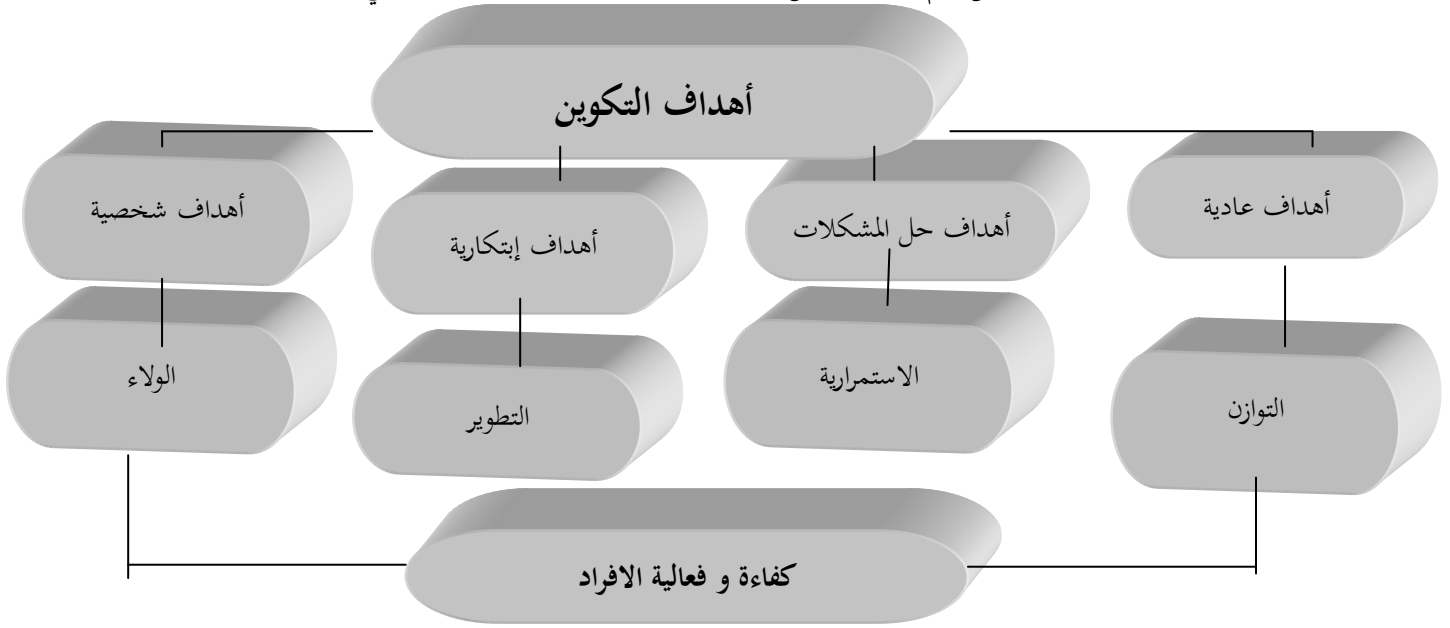 أهداف التكوين
أهداف عادية
أهداف حل المشكلات
أهداف إبتكارية
أهداف شخصية
التوازن
الاستمرارية
التطوير
الولاء
كفاءة و فعالية الافراد